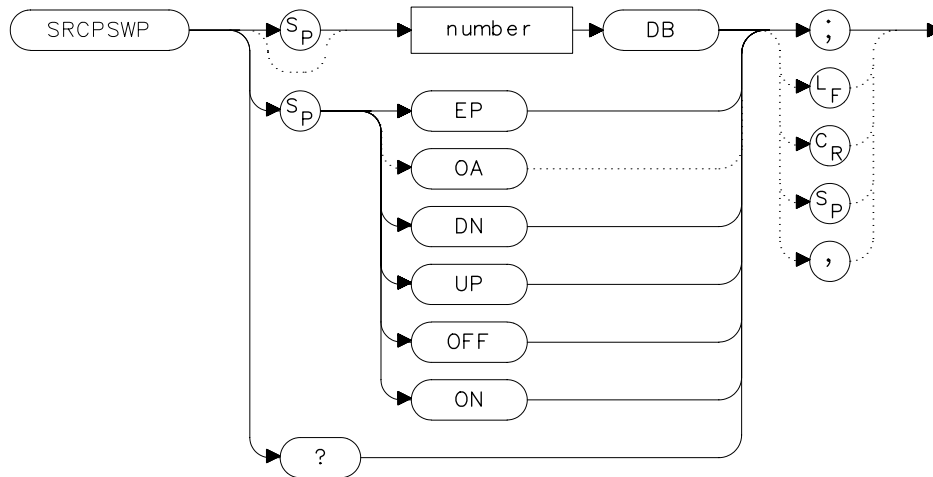 SRCPSWP SP number DB ;
SP EP LF
OA CR
DN SP
UP ,
OFF
ON
?